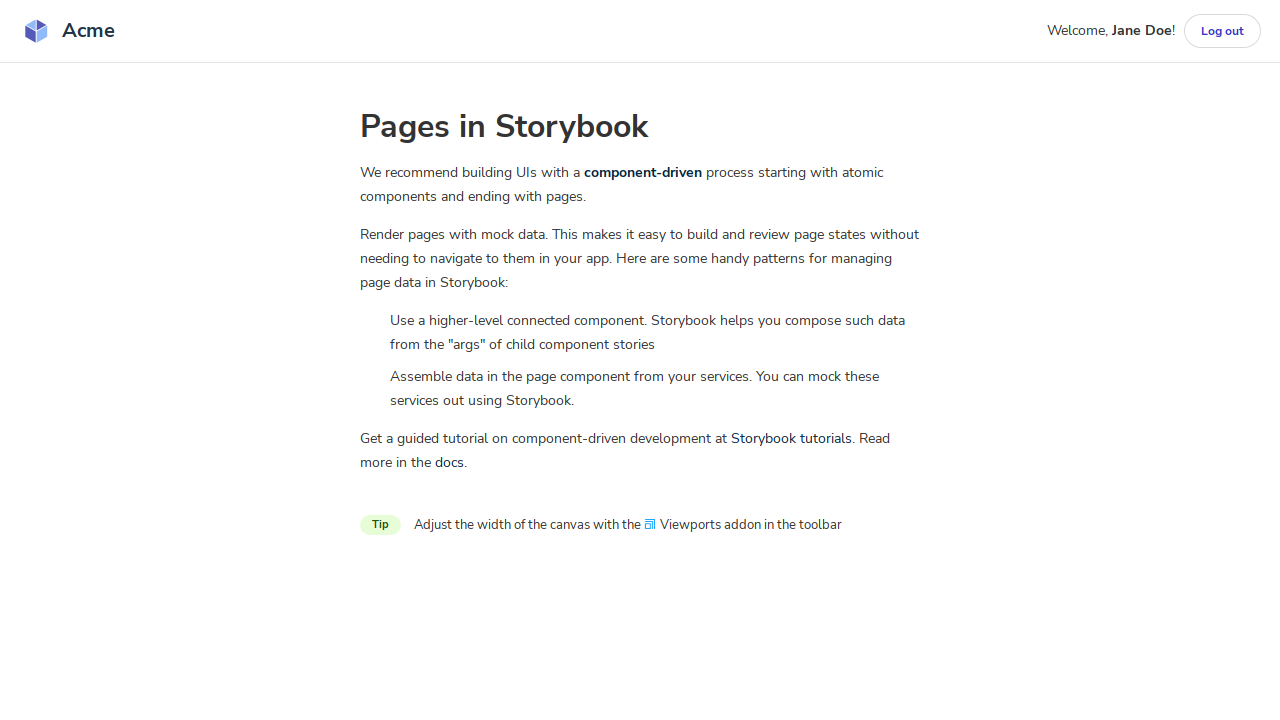 Acme
Welcome, Jane Doe!
Log out
Pages in Storybook
We recommend building UIs with a component-driven process starting with atomic
components and ending with pages.
Render pages with mock data. This makes it easy to build and review page states without
needing to navigate to them in your app. Here are some handy patterns for managing
page data in Storybook:
Use a higher-level connected component. Storybook helps you compose such data
from the "args" of child component stories
Assemble data in the page component from your services. You can mock these
services out using Storybook.
Get a guided tutorial on component-driven development at Storybook tutorials. Read
more in the docs.
Tip
Adjust the width of the canvas with the Viewports addon in the toolbar